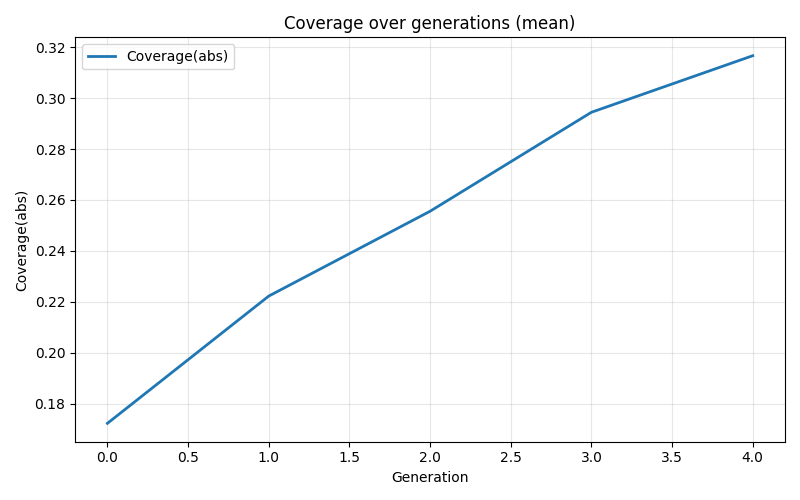 Coverage over generations (mean)
Coverage(abs)
0.32
0.30
0.28
0.26
0.24
0.22
0.20
0.18
Coverage(abs)
0.0 0.5 1.0 1.5 2.0 2.5 3.0 3.5 4.0
Generation